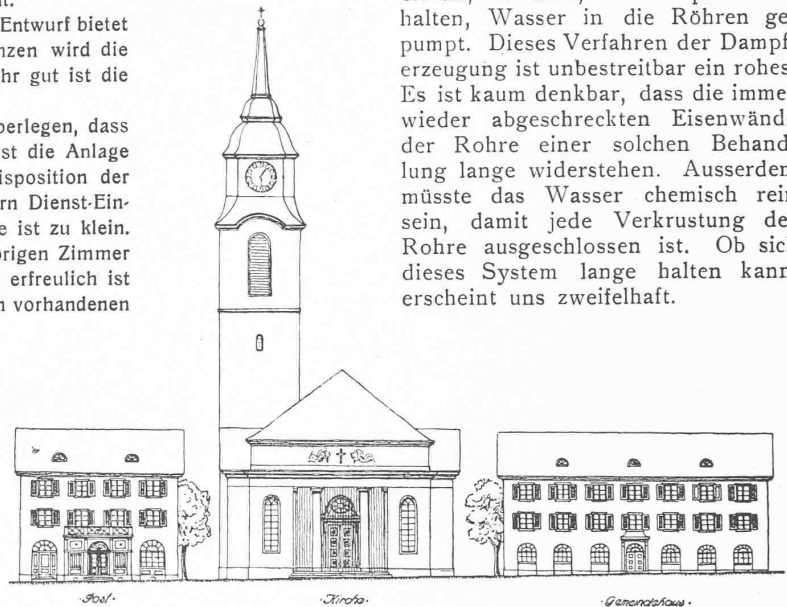 Entwurf bietet
nzen wird die
hr gut ist die
berlegen, dass
st die Anlage
isposition der
rn Dienst-Ein-
e ist zu klein.
rigen Zimmer
erfreulich ist
n vorhandenen
halten, Wasser in die Röhren ge
pumpt. Dieses Verfahren der Dampf
erzeugung ist unbestreitbar ein rohes
Es ist kaum denkbar, dass die imme
wieder abgeschreckten Eisenwänd
der Rohre einer solchen Behand
lung lange widerstehen. Ausserden
müsste das Wasser chemisch rein
sein, damit jede Verkrustung de
Rohre ausgeschlossen ist. Ob sic
dieses System lange halten kann
erscheint uns zweifelhaft.
·Post· ·Kirche· ·Gemeindehaus·